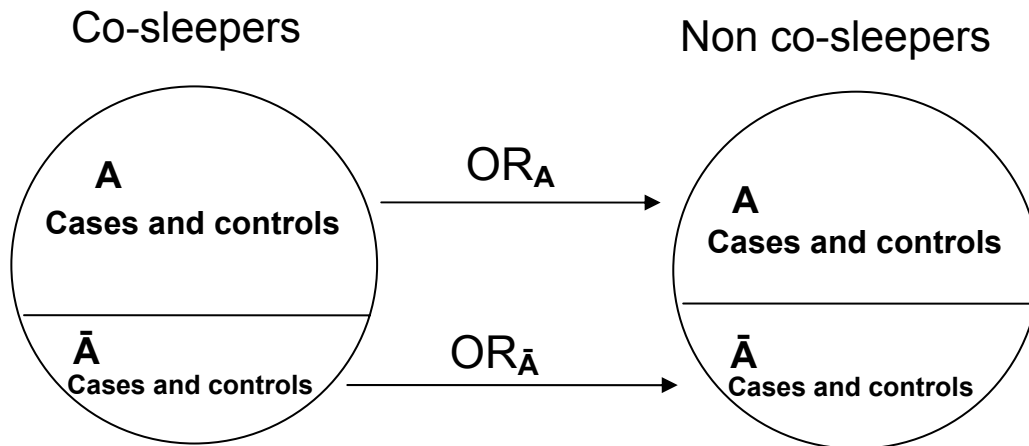 Co-sleepers
Non co-sleepers
A
Cases and controls
OR_A
A
Cases and controls
Ā
Cases and controls
OR_Ā
Ā
Cases and controls